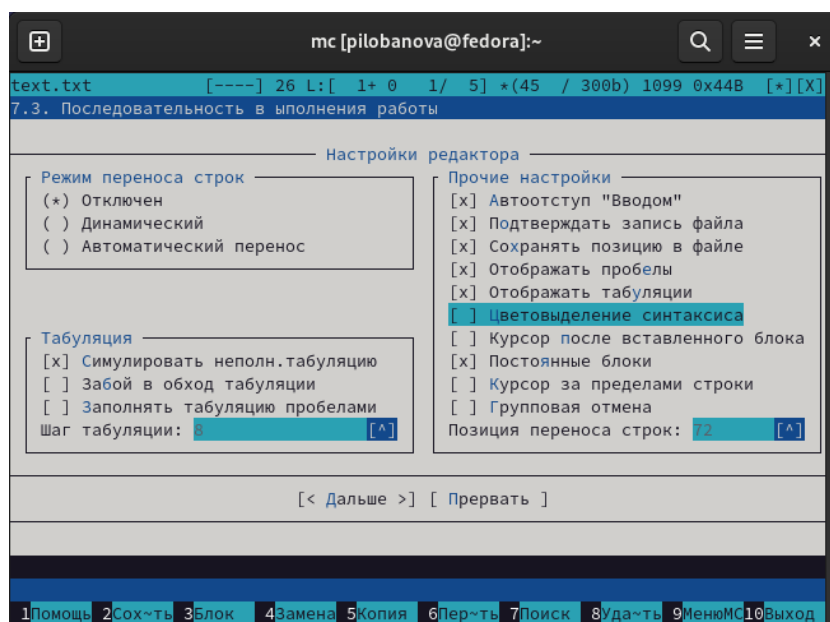 mc [pilobanova@fedora]:~
text.txt [----] 26 L:[ 1+ 0 1/ 5] *(45 / 300b) 1099 0x44B [*][X]
7.3. Последовательность в ыполнения работы
Настройки редактора
Режим переноса строк
(*) Отключен
( ) Динамический
( ) Автоматический перенос
Табуляция
[x] Симулировать неполн.табуляцию
[ ] Забой в обход табуляции
[ ] Заполнять табуляцию пробелами
Шаг табуляции: 8 [^]
Прочие настройки
[x] Автоотступ "Вводом"
[x] Подтверждать запись файла
[x] Сохранять позицию в файле
[x] Отображать пробелы
[x] Отображать табуляции
[ ] Цветовыделение синтаксиса
[ ] Курсор после вставленного блока
[x] Постоянные блоки
[ ] Курсор за пределами строки
[ ] Групповая отмена
Позиция переноса строк: 72 [^]
[< Дальше >] [ Прервать ]
1Помощь 2Сох~ть 3Блок 4Замена 5Копия 6Пер~ть 7Поиск 8Уда~ть 9МенюMC10Выход